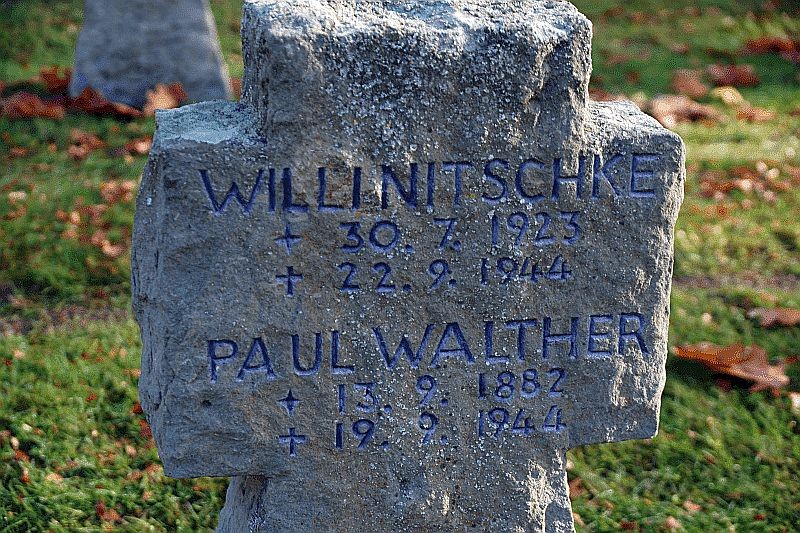 WILLI NITSCHKE
✦ 30. 7. 1923
✝ 22. 9. 1944
PAUL WALTHER
✦ 13. 9. 1882
✝ 19. 9. 1944